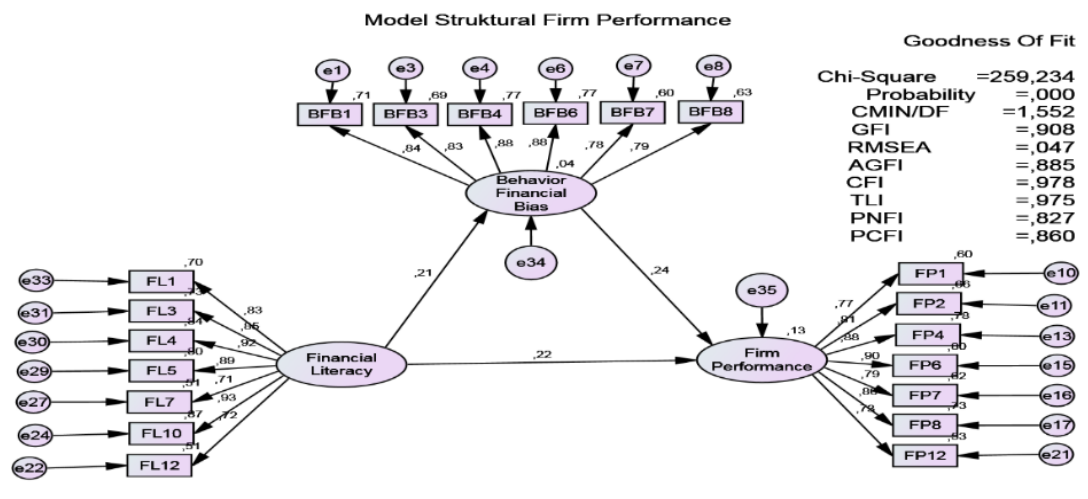 Model Struktural Firm Performance
Goodness Of Fit
Chi-Square =259,234
Probability =,000
CMIN/DF =1,552
GFI =,908
RMSEA =,047
AGFI =,885
CFI =,978
TLI =,975
PNFI =,827
PCFI =,860
e1 e3 e4 e6 e7 e8
,71 ,69 ,77 ,77 ,60 ,63
BFB1 BFB3 BFB4 BFB6 BFB7 BFB8
,84 ,83 ,88 ,88 ,78 ,79
,04
Behavior
Financial
Bias
e34
,21
,24
e35
,22
,13
Financial
Literacy
Firm
Performance
,70
e33 FL1
e31 FL3
e30 FL4
e29 FL5
,51
e27 FL7
,87
e24 FL10
,51
e22 FL12
,83
,92
,89
,71
,93
,72
,60
FP1 e10
FP2 e11
,78
FP4 e13
FP6 e15
FP7 e16
,73
FP8 e17
FP12 e21
,77
,81
,88
,90
,79